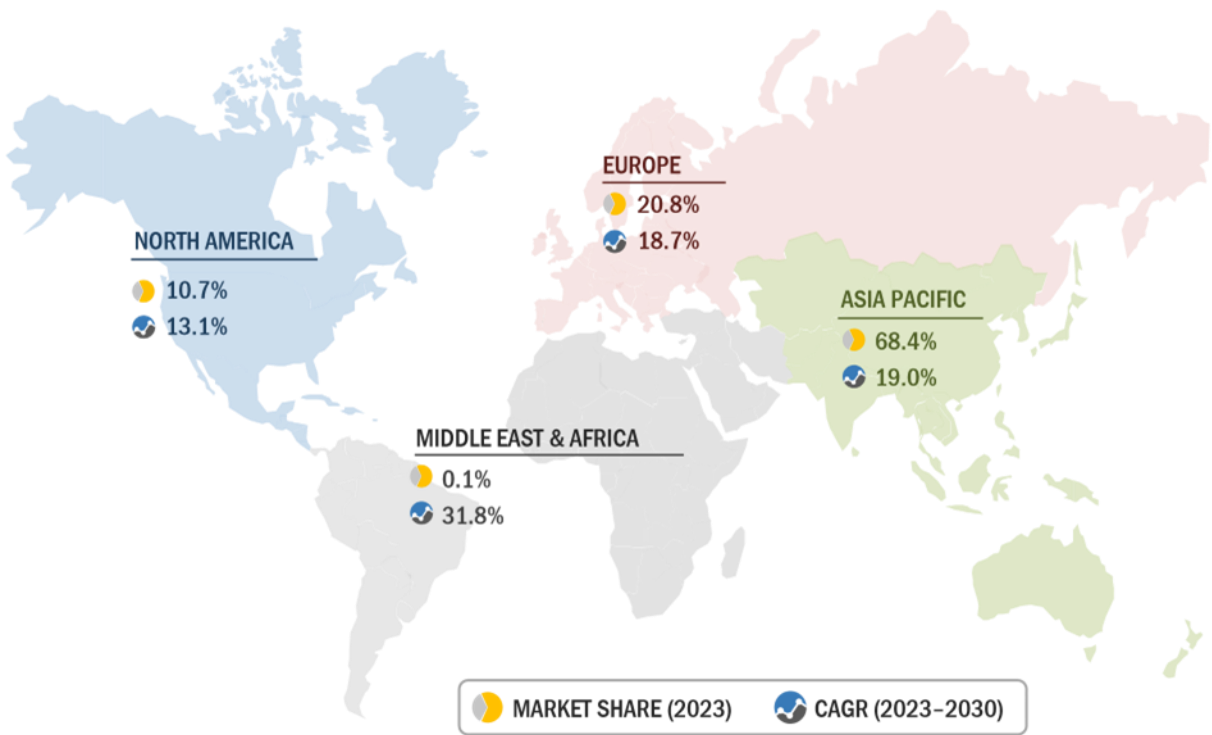 EUROPE
20.8%
18.7%
NORTH AMERICA
10.7%
13.1%
ASIA PACIFIC
68.4%
19.0%
MIDDLE EAST & AFRICA
0.1%
31.8%
MARKET SHARE (2023) CAGR (2023–2030)